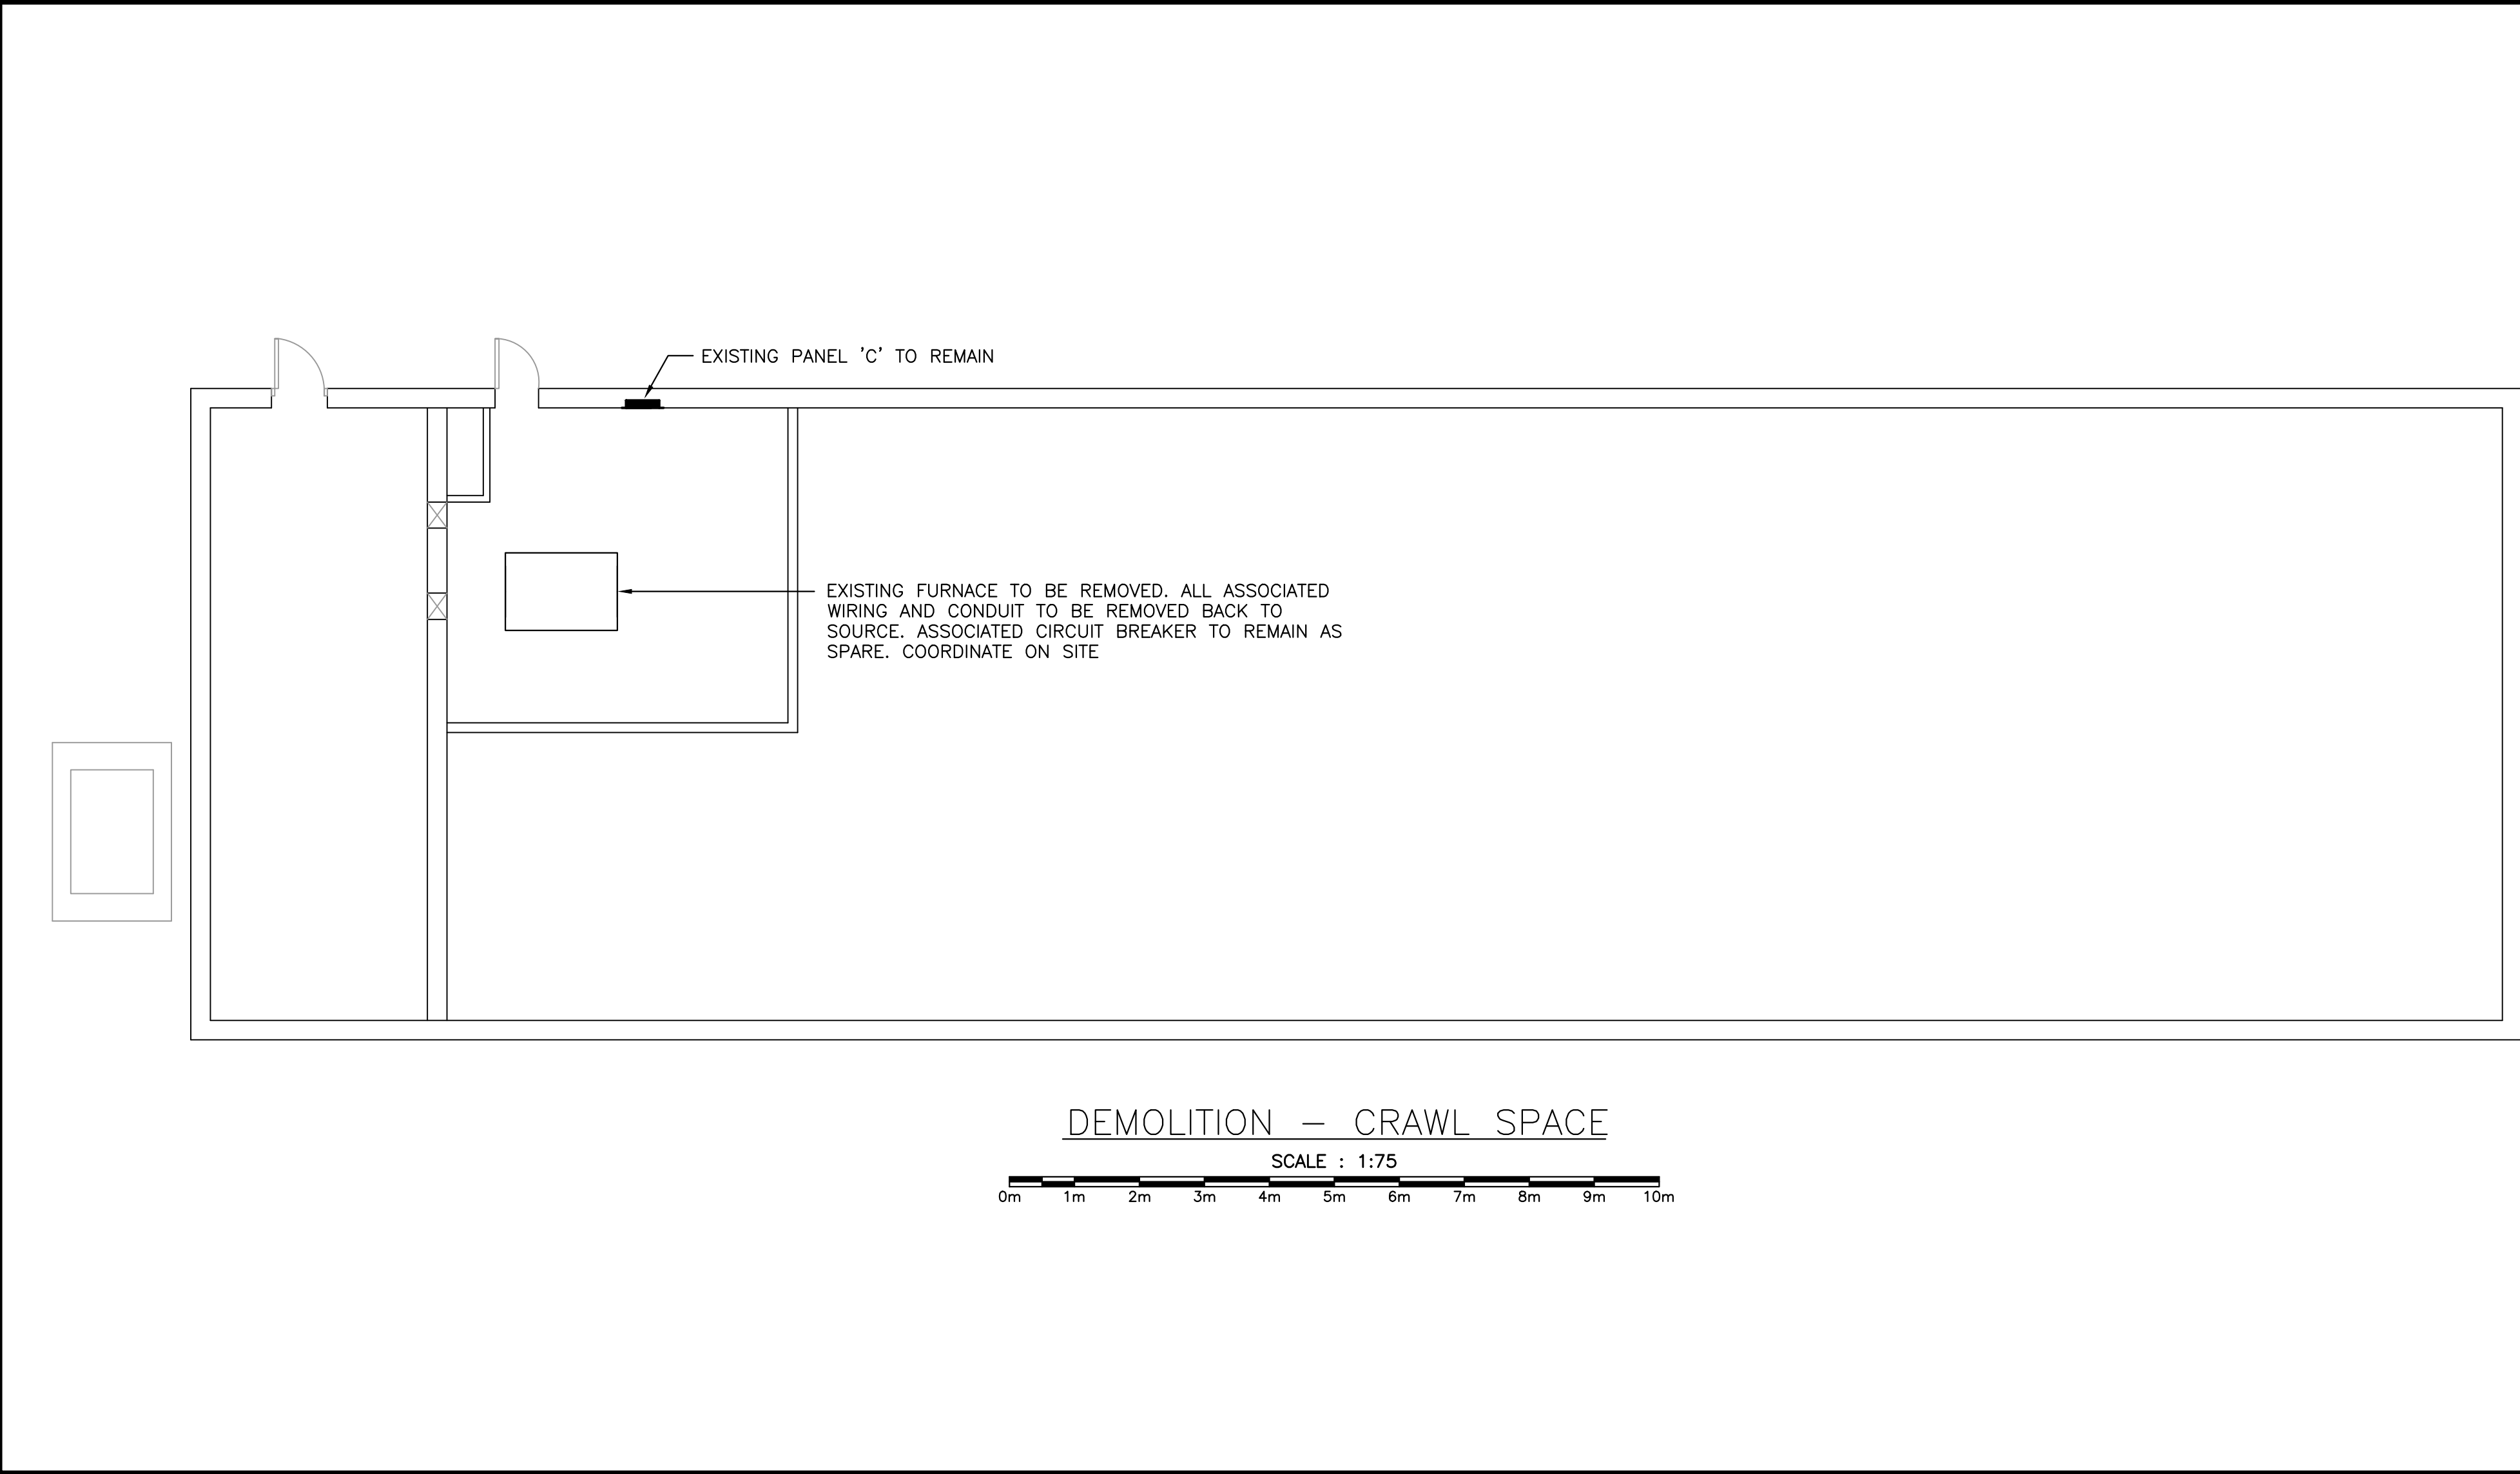 EXISTING PANEL 'C' TO REMAIN
EXISTING FURNACE TO BE REMOVED. ALL ASSOCIATED
WIRING AND CONDUIT TO BE REMOVED BACK TO
SOURCE. ASSOCIATED CIRCUIT BREAKER TO REMAIN AS
SPARE. COORDINATE ON SITE
DEMOLITION – CRAWL SPACE
SCALE : 1:75
0m 1m 2m 3m 4m 5m 6m 7m 8m 9m 10m